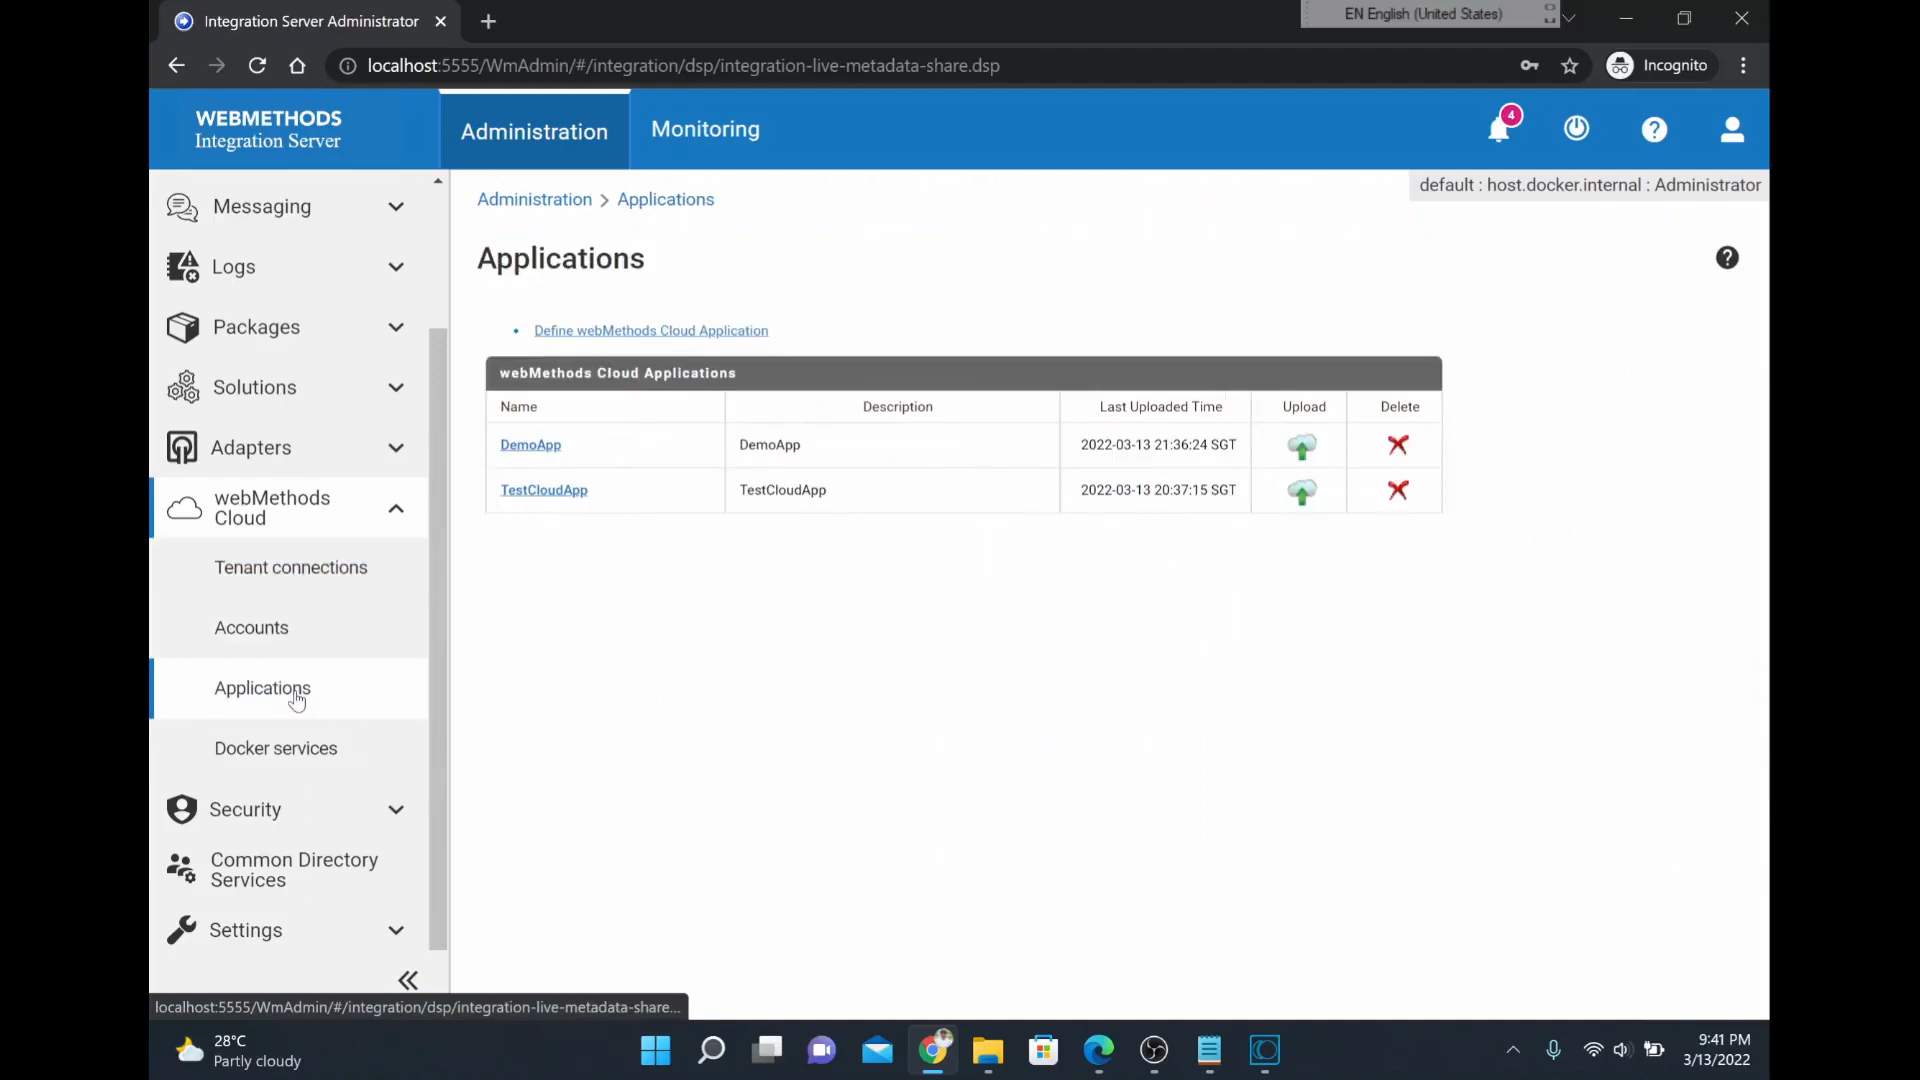 Integration Server Administrator
EN English (United States)
localhost:5555/WmAdmin/#/integration/dsp/integration-live-metadata-share.dsp
Incognito
WEBMETHODS
Integration Server
Administration
Monitoring
4
default : host.docker.internal : Administrator
Messaging
Logs
Packages
Solutions
Adapters
webMethods
Cloud
Tenant connections
Accounts
Applications
Docker services
Security
Common Directory
Services
Settings
Administration > Applications
Applications
Define webMethods Cloud Application
webMethods Cloud Applications
Name Description Last Uploaded Time Upload Delete
DemoApp DemoApp 2022-03-13 21:36:24 SGT
TestCloudApp TestCloudApp 2022-03-13 20:37:15 SGT
localhost:5555/WmAdmin/#/integration/dsp/integration-live-metadata-share...
28°C
Partly cloudy
9:41 PM
3/13/2022